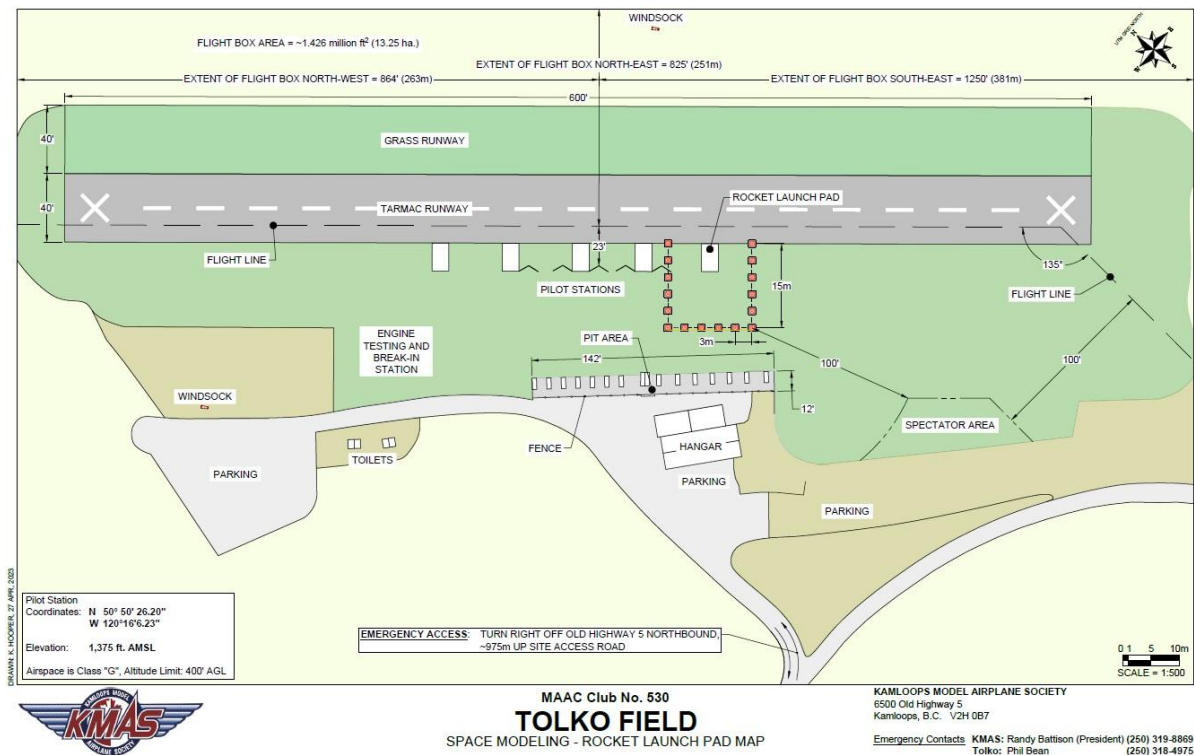 WINDSOCK
UTM GRID NORTH
N
E
W
S
FLIGHT BOX AREA = ~1.426 million ft² (13.25 ha.)
EXTENT OF FLIGHT BOX NORTH-EAST = 825' (251m)
EXTENT OF FLIGHT BOX NORTH-WEST = 864' (263m)
EXTENT OF FLIGHT BOX SOUTH-EAST = 1250' (381m)
600'
40'
GRASS RUNWAY
40'
TARMAC RUNWAY
ROCKET LAUNCH PAD
FLIGHT LINE
23'
135°
PILOT STATIONS
15m
FLIGHT LINE
ENGINE
TESTING AND
BREAK-IN
STATION
PIT AREA
3m
142'
100'
100'
WINDSOCK
12'
SPECTATOR AREA
TOILETS
FENCE
HANGAR
PARKING
PARKING
PARKING
DRAWN: K. HOOPER, 27 APR, 2023
Pilot Station
Coordinates: N 50° 50' 26.20"
W 120°16'6.23"
Elevation: 1,375 ft. AMSL
Airspace is Class "G", Altitude Limit: 400' AGL
EMERGENCY ACCESS: TURN RIGHT OFF OLD HIGHWAY 5 NORTHBOUND,
~975m UP SITE ACCESS ROAD
0 1 5 10m
SCALE = 1:500
KAMLOOPS MODEL
KMAS
AIRPLANE SOCIETY
MAAC Club No. 530
TOLKO FIELD
SPACE MODELING - ROCKET LAUNCH PAD MAP
KAMLOOPS MODEL AIRPLANE SOCIETY
6500 Old Highway 5
Kamloops, B.C. V2H 0B7
Emergency Contacts KMAS: Randy Battison (President) (250) 319-8869
Tolko: Phil Bean